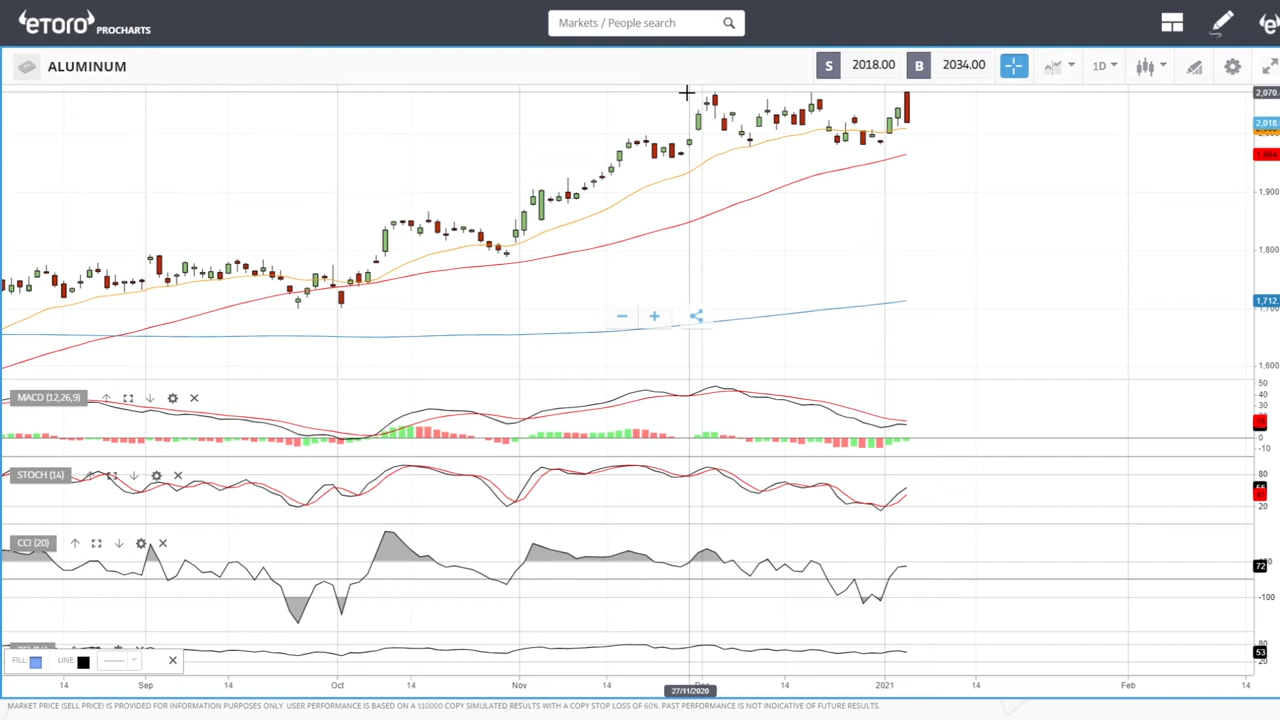 eTORO PROCHARTS
Markets / People search
ALUMINUM
S 2018.00 B 2034.00
1D
2,070.
2,018.
1,900
1,800
1,712.
1,600
MACD (12,26,9)
50
40
30
0
-10
STOCH (14)
80
20
CCI (20)
72
-100
80
53
20
FILL: LINE:
14 Sep 14 Oct 14 Nov 14 14 2021 14 Feb 14
27/11/2020
MARKET PRICE (SELL PRICE) IS PROVIDED FOR INFORMATION PURPOSES ONLY. USER PERFORMANCE IS BASED ON A $10000 COPY SIMULATED RESULTS WITH A COPY STOP LOSS OF 60%. PAST PERFORMANCE IS NOT INDICATIVE OF FUTURE RESULTS.